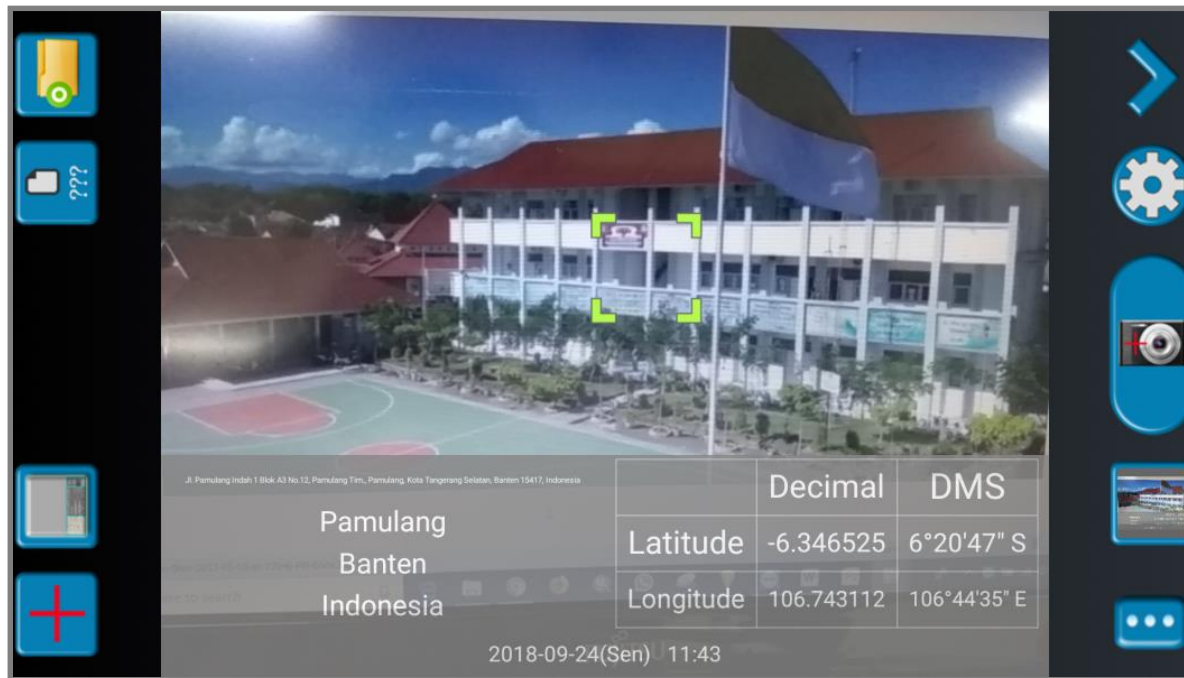 ???
Jl. Pamulang Indah 1 Blok A3 No.12, Pamulang Tim., Pamulang, Kota Tangerang Selatan, Banten 15417, Indonesia
Pamulang
Banten
Indonesia
Decimal DMS
Latitude -6.346525 6°20'47" S
Longitude 106.743112 106°44'35" E
2018-09-24(Sen) 11:43